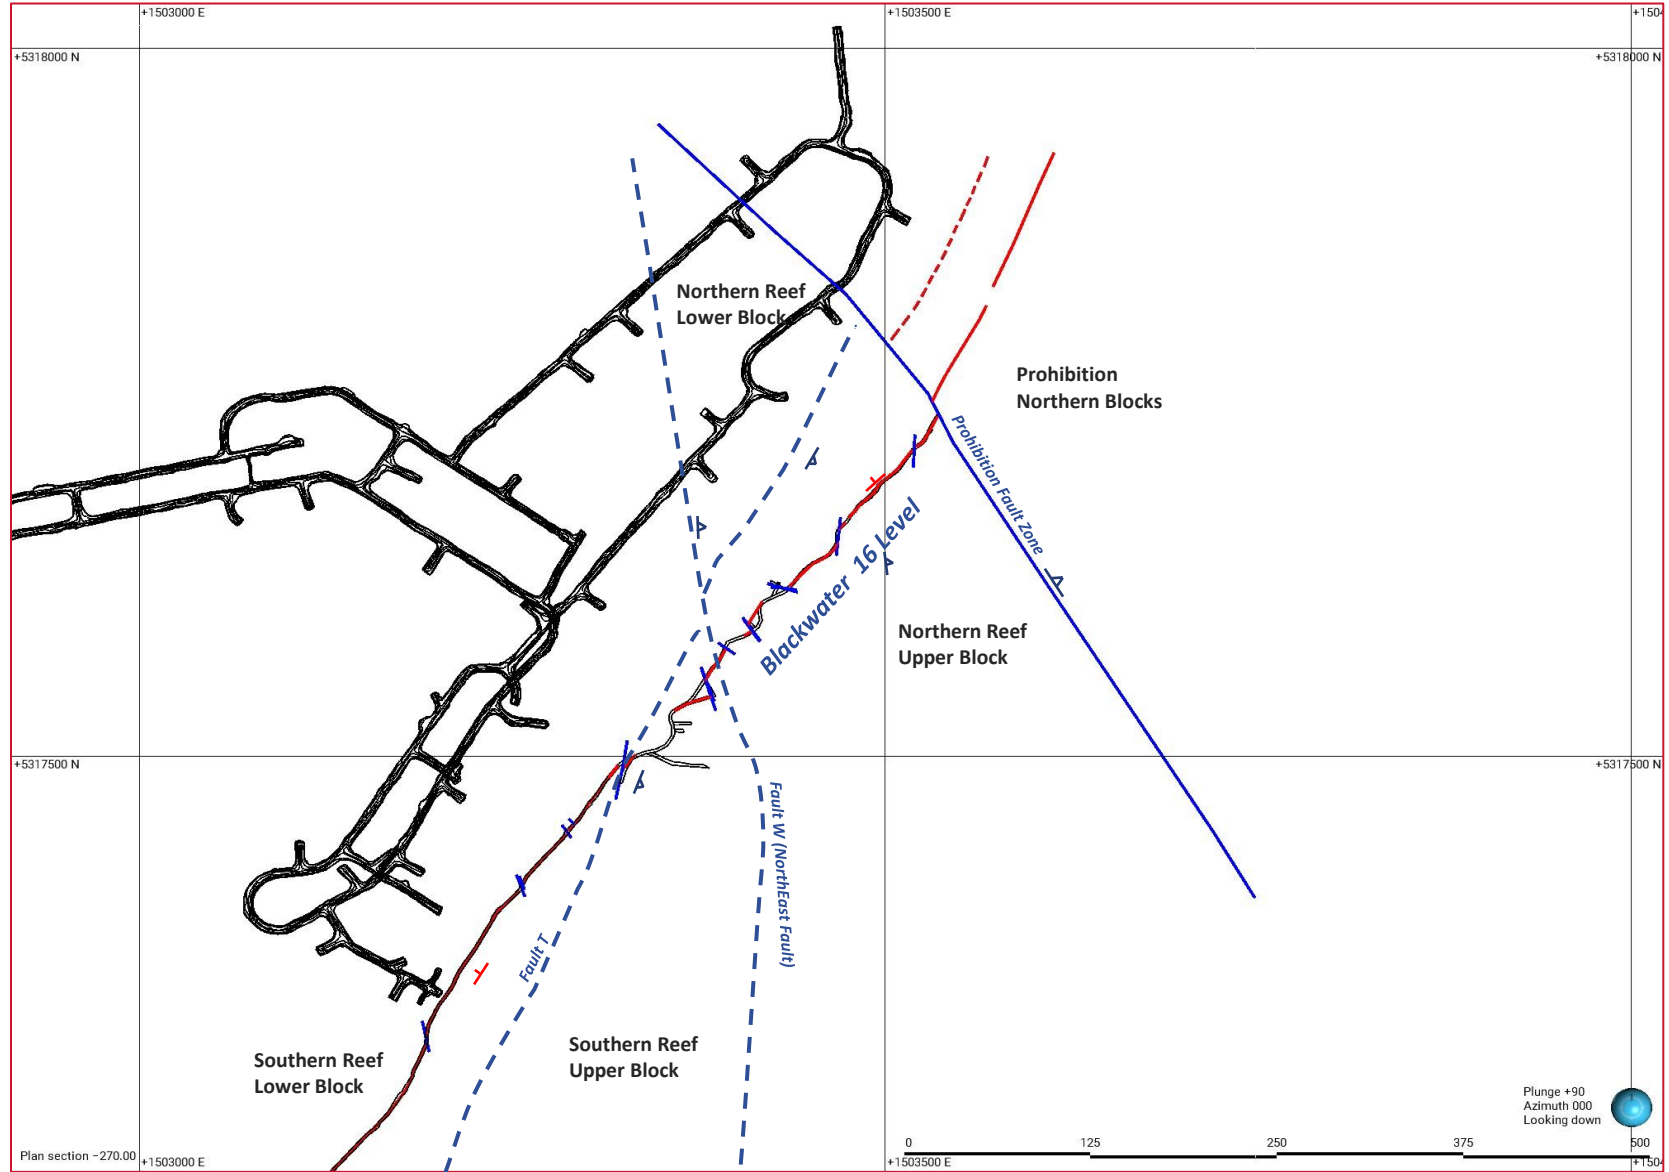 +1503000 E
+1503500 E
+150
+5318000 N
+5318000 N
Northern Reef
Lower Block
Prohibition
Northern Blocks
Prohibition Fault Zone
Blackwater 16 Level
Northern Reef
Upper Block
+5317500 N
+5317500 N
Fault W (NorthEast Fault)
Fault T
Southern Reef
Upper Block
Southern Reef
Lower Block
Plunge +90
Azimuth 000
Looking down
0
125
250
375
500
Plan section -270.00
+1503000 E
+1503500 E
+150